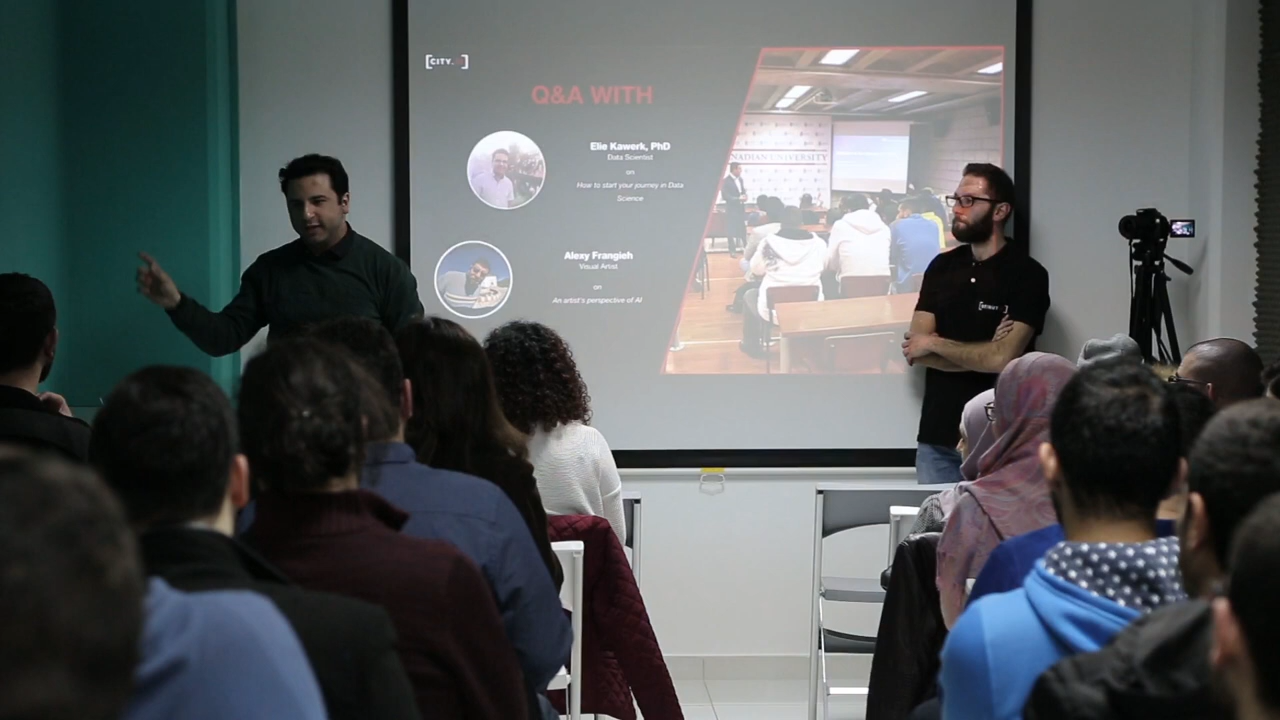 [CITY.AI]
Q&A WITH
Elie Kawerk, PhD
Data Scientist
on
How to start your journey in Data
Science
Alexy Frangieh
Visual Artist
on
An artist's perspective of AI
NADIAN UNIVERSITY